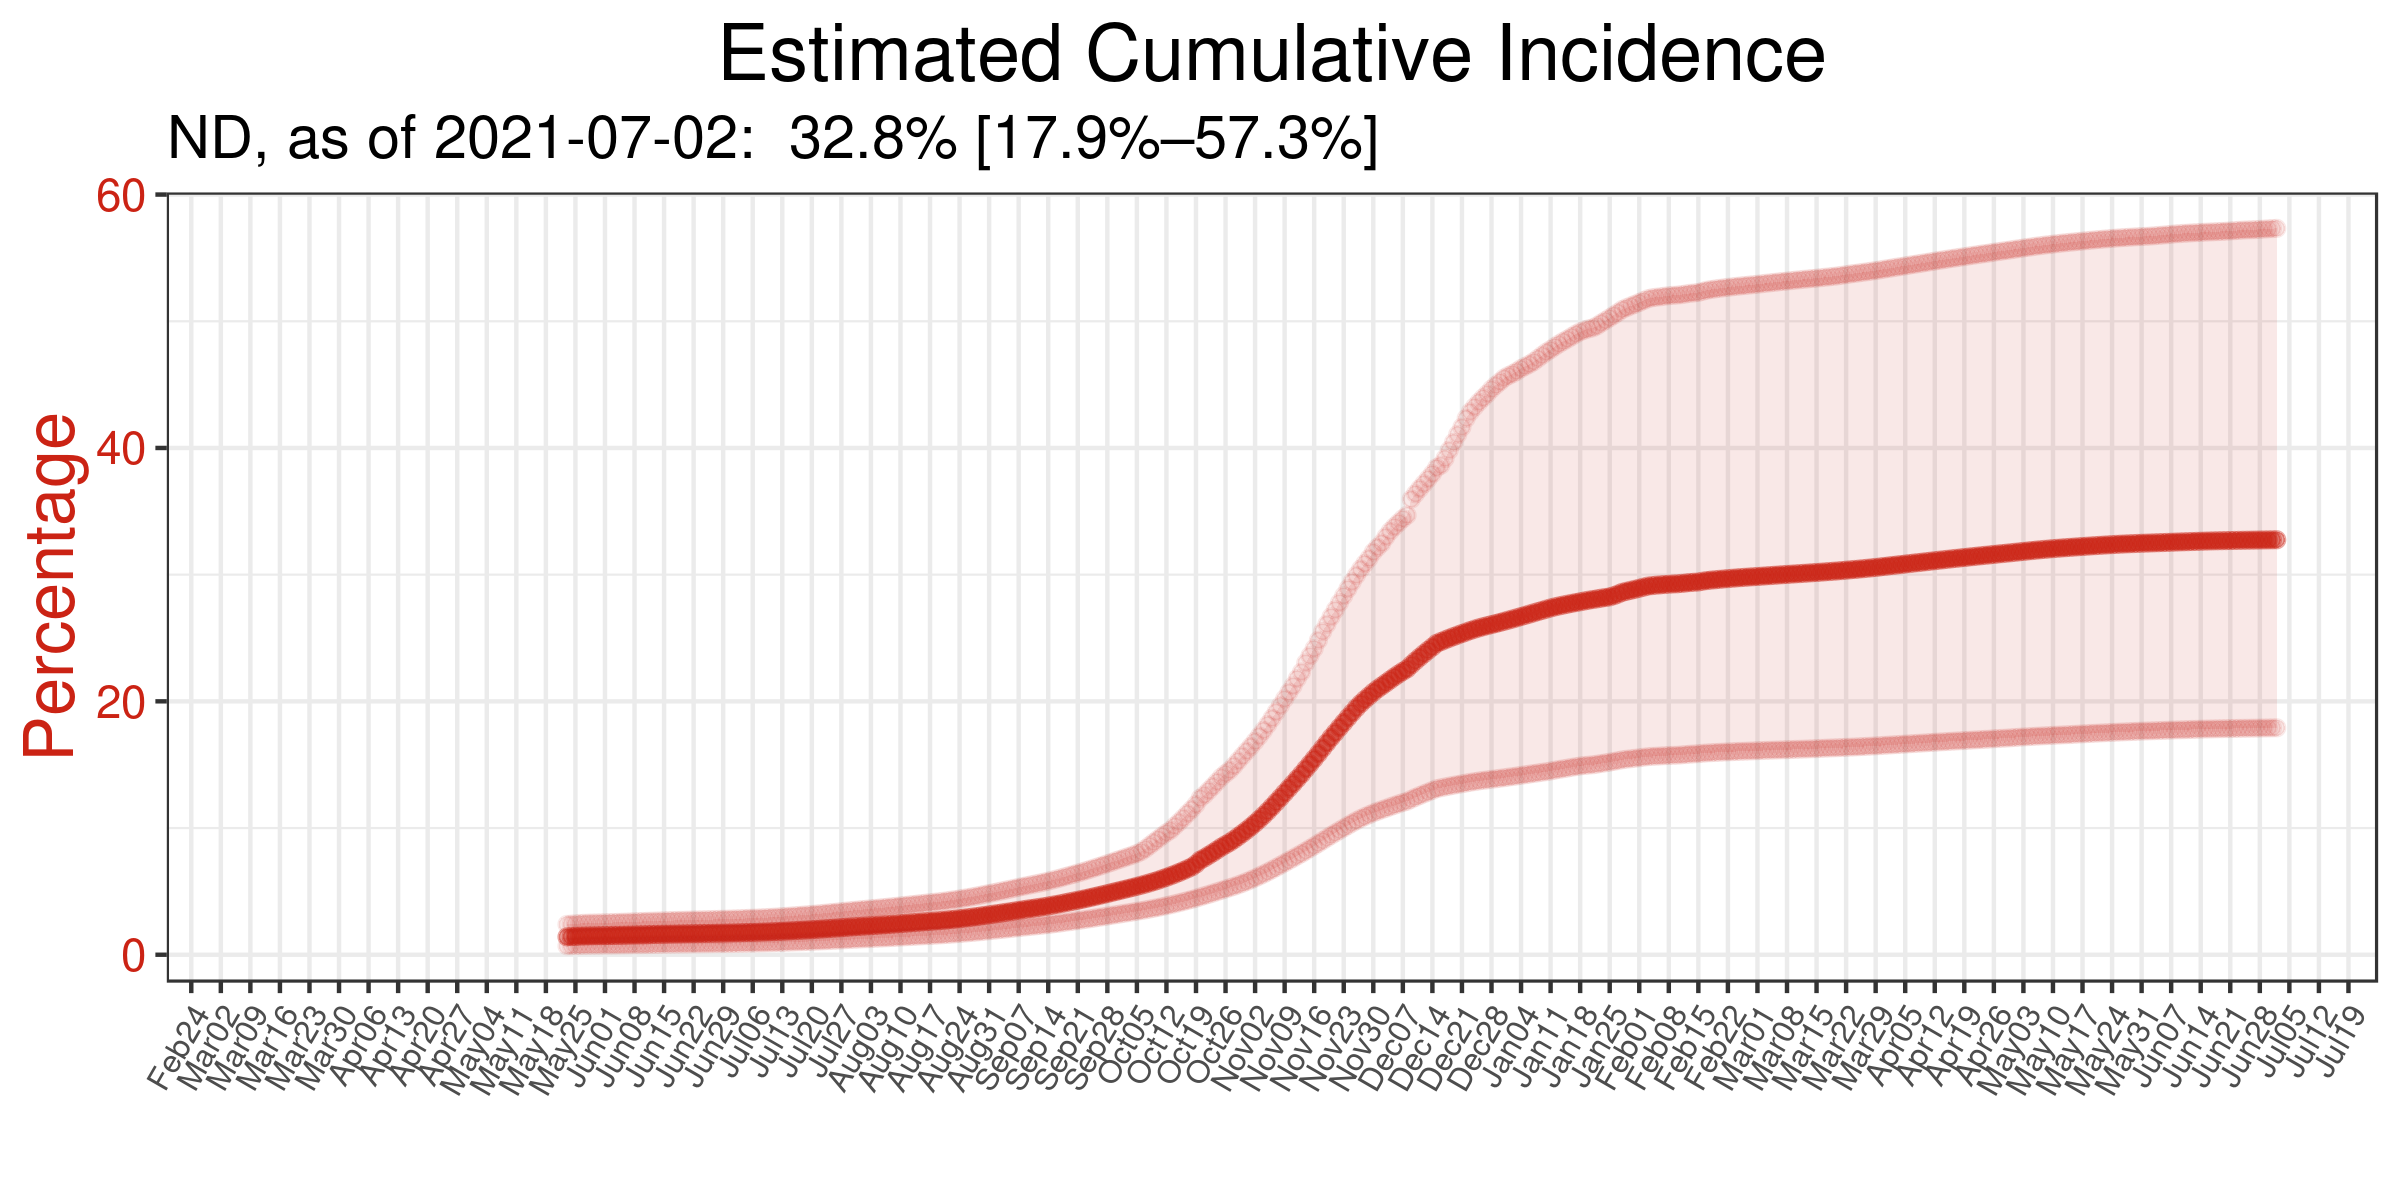 Estimated Cumulative Incidence
ND, as of 2021-07-02:  32.8% [17.9%–57.3%]
Percentage
60
40
20
0
Feb24
Mar02
Mar09
Mar16
Mar23
Mar30
Apr06
Apr13
Apr20
Apr27
May04
May11
May18
May25
Jun01
Jun08
Jun15
Jun22
Jun29
Jul06
Jul13
Jul20
Jul27
Aug03
Aug10
Aug17
Aug24
Aug31
Sep07
Sep14
Sep21
Sep28
Oct05
Oct12
Oct19
Oct26
Nov02
Nov09
Nov16
Nov23
Nov30
Dec07
Dec14
Dec21
Dec28
Jan04
Jan11
Jan18
Jan25
Feb01
Feb08
Feb15
Feb22
Mar01
Mar08
Mar15
Mar22
Mar29
Apr05
Apr12
Apr19
Apr26
May03
May10
May17
May24
May31
Jun07
Jun14
Jun21
Jun28
Jul05
Jul12
Jul19